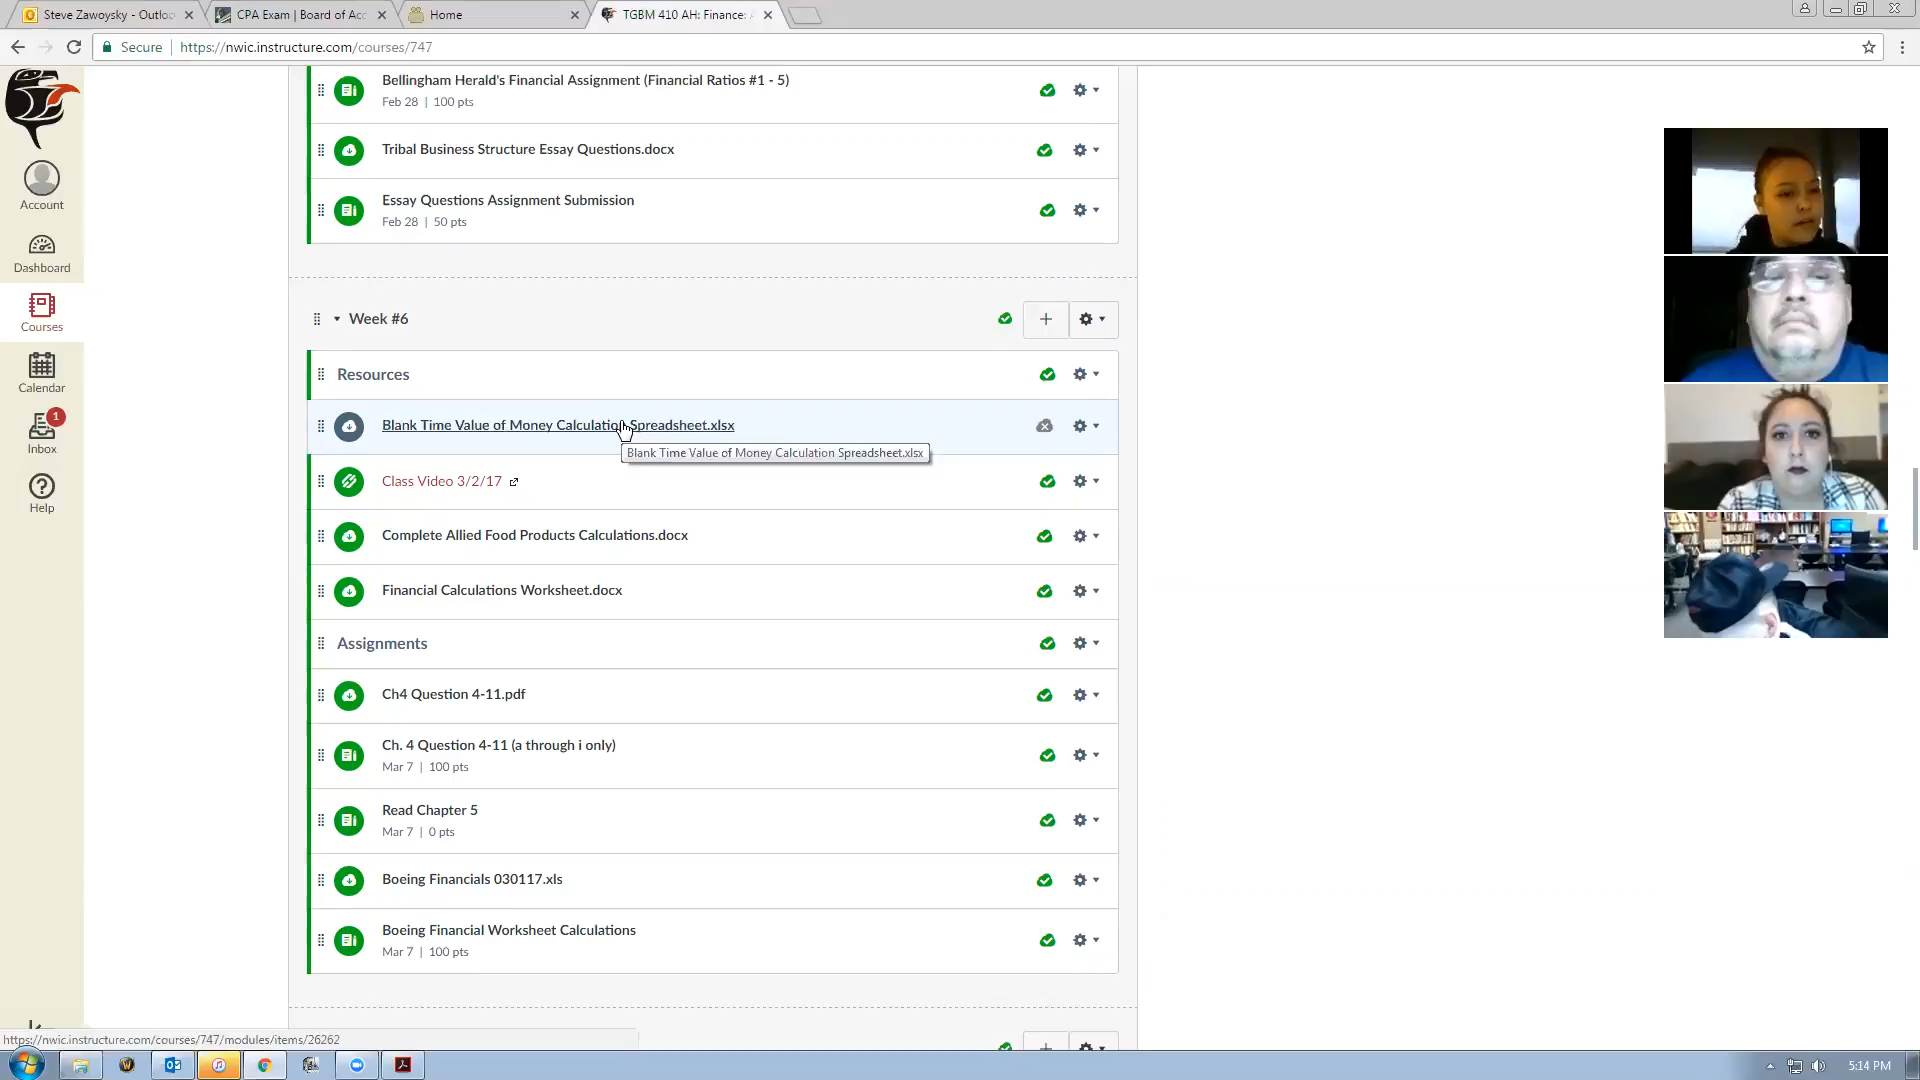 Steve Zawoysky - Outloo
CPA Exam | Board of Acc
Home
TGBM 410 AH: Finance:
Secure | https://nwic.instructure.com/courses/747
Bellingham Herald's Financial Assignment (Financial Ratios #1 - 5)
Feb 28 | 100 pts
Tribal Business Structure Essay Questions.docx
Account
Essay Questions Assignment Submission
Feb 28 | 50 pts
Dashboard
Week #6
Courses
Resources
Calendar
Blank Time Value of Money Calculation Spreadsheet.xlsx
1
Inbox
Blank Time Value of Money Calculation Spreadsheet.xlsx
Class Video 3/2/17
Help
Complete Allied Food Products Calculations.docx
Financial Calculations Worksheet.docx
Assignments
Ch4 Question 4-11.pdf
Ch. 4 Question 4-11 (a through i only)
Mar 7 | 100 pts
Read Chapter 5
Mar 7 | 0 pts
Boeing Financials 030117.xls
Boeing Financial Worksheet Calculations
Mar 7 | 100 pts
https://nwic.instructure.com/courses/747/modules/items/26262
5:14 PM